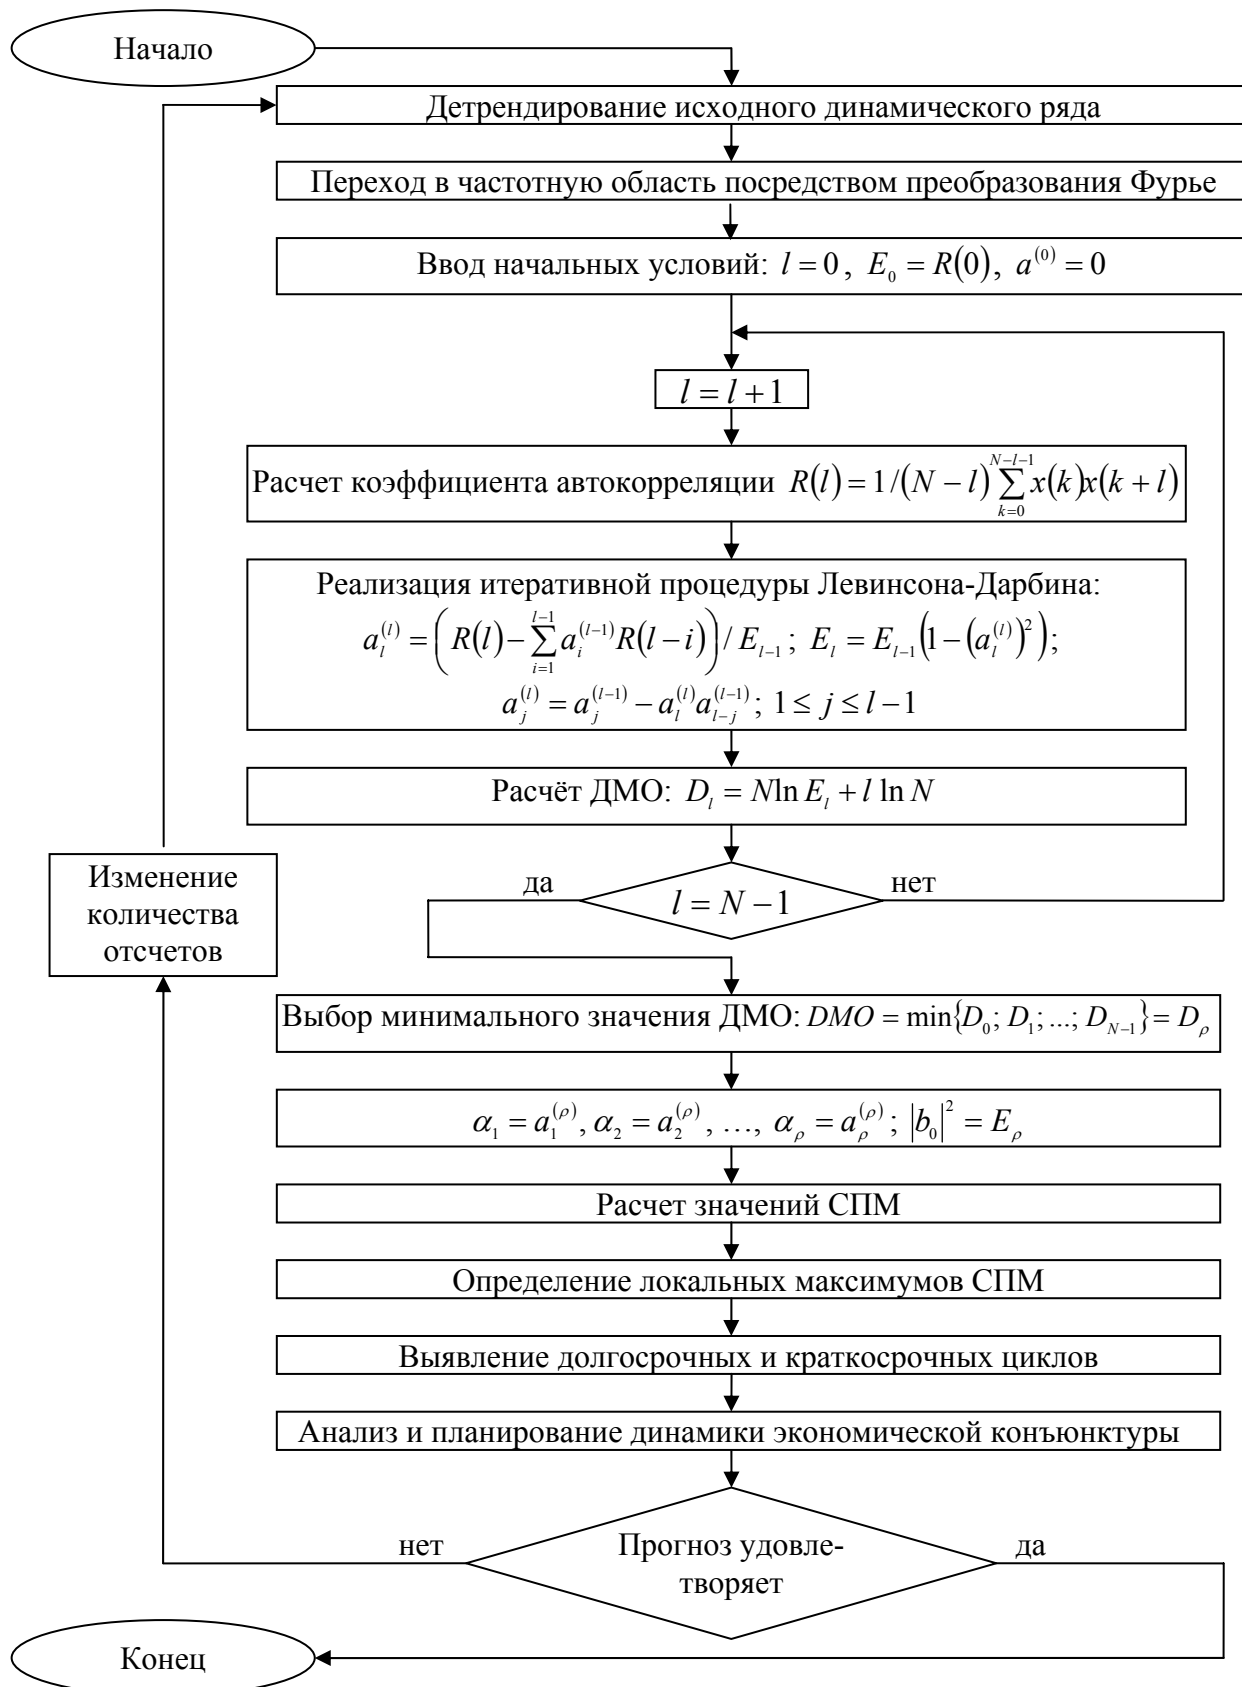 Начало
Детрендирование исходного динамического ряда
Переход в частотную область посредством преобразования Фурье
Ввод начальных условий: l = 0 , E₀ = R(0), a⁽⁰⁾ = 0
l = l + 1
Расчет коэффициента автокорреляции R(l) = 1/(N − l) ∑_{k=0}^{N−l−1} x(k)x(k + l)
Реализация итеративной процедуры Левинсона-Дарбина:
a_l^{(l)} = ( R(l) − ∑_{i=1}^{l−1} a_i^{(l−1)} R(l − i) ) / E_{l−1} ; E_l = E_{l−1}(1 − (a_l^{(l)})²);
a_j^{(l)} = a_j^{(l−1)} − a_l^{(l)} a_{l−j}^{(l−1)}; 1 ≤ j ≤ l − 1
Расчёт ДМО: D_l = N ln E_l + l ln N
да
l = N − 1
нет
Изменение
количества
отсчетов
Выбор минимального значения ДМО: DMO = min{D₀; D₁; ...; D_{N−1}} = D_ρ
α₁ = a₁^{(ρ)}, α₂ = a₂^{(ρ)}, …, α_ρ = a_ρ^{(ρ)}; |b₀|² = E_ρ
Расчет значений СПМ
Определение локальных максимумов СПМ
Выявление долгосрочных и краткосрочных циклов
Анализ и планирование динамики экономической конъюнктуры
нет
Прогноз удовле-
творяет
да
Конец